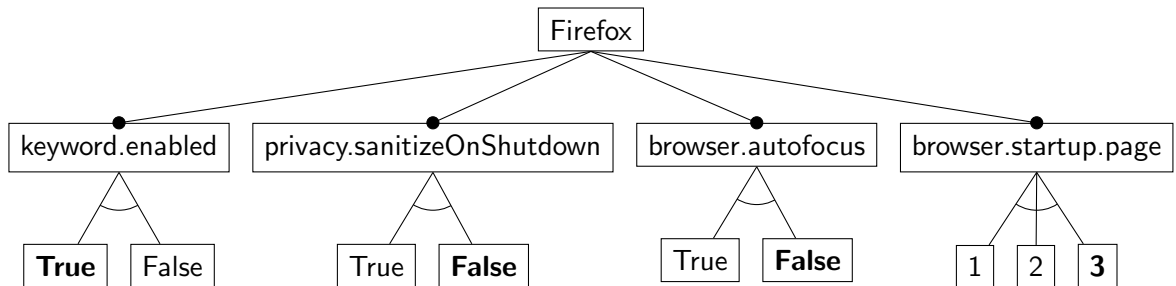 Firefox
keyword.enabled privacy.sanitizeOnShutdown browser.autofocus browser.startup.page
True False True False True False 1 2 3